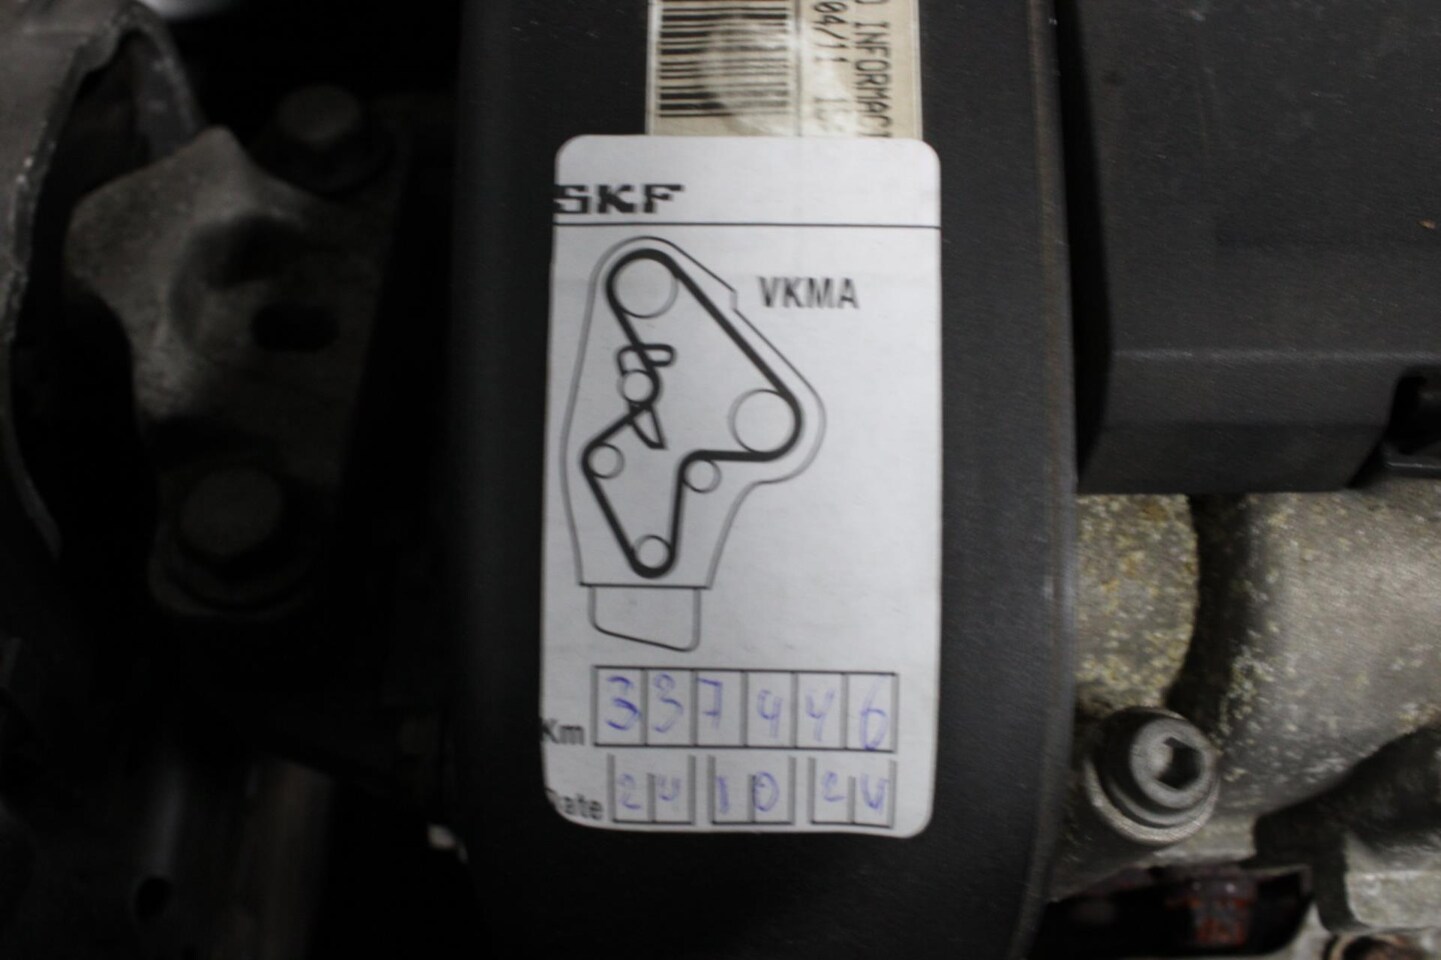 O INFORMACI
04/11
SKF
VKMA
Km 337446
Date 24 10 24